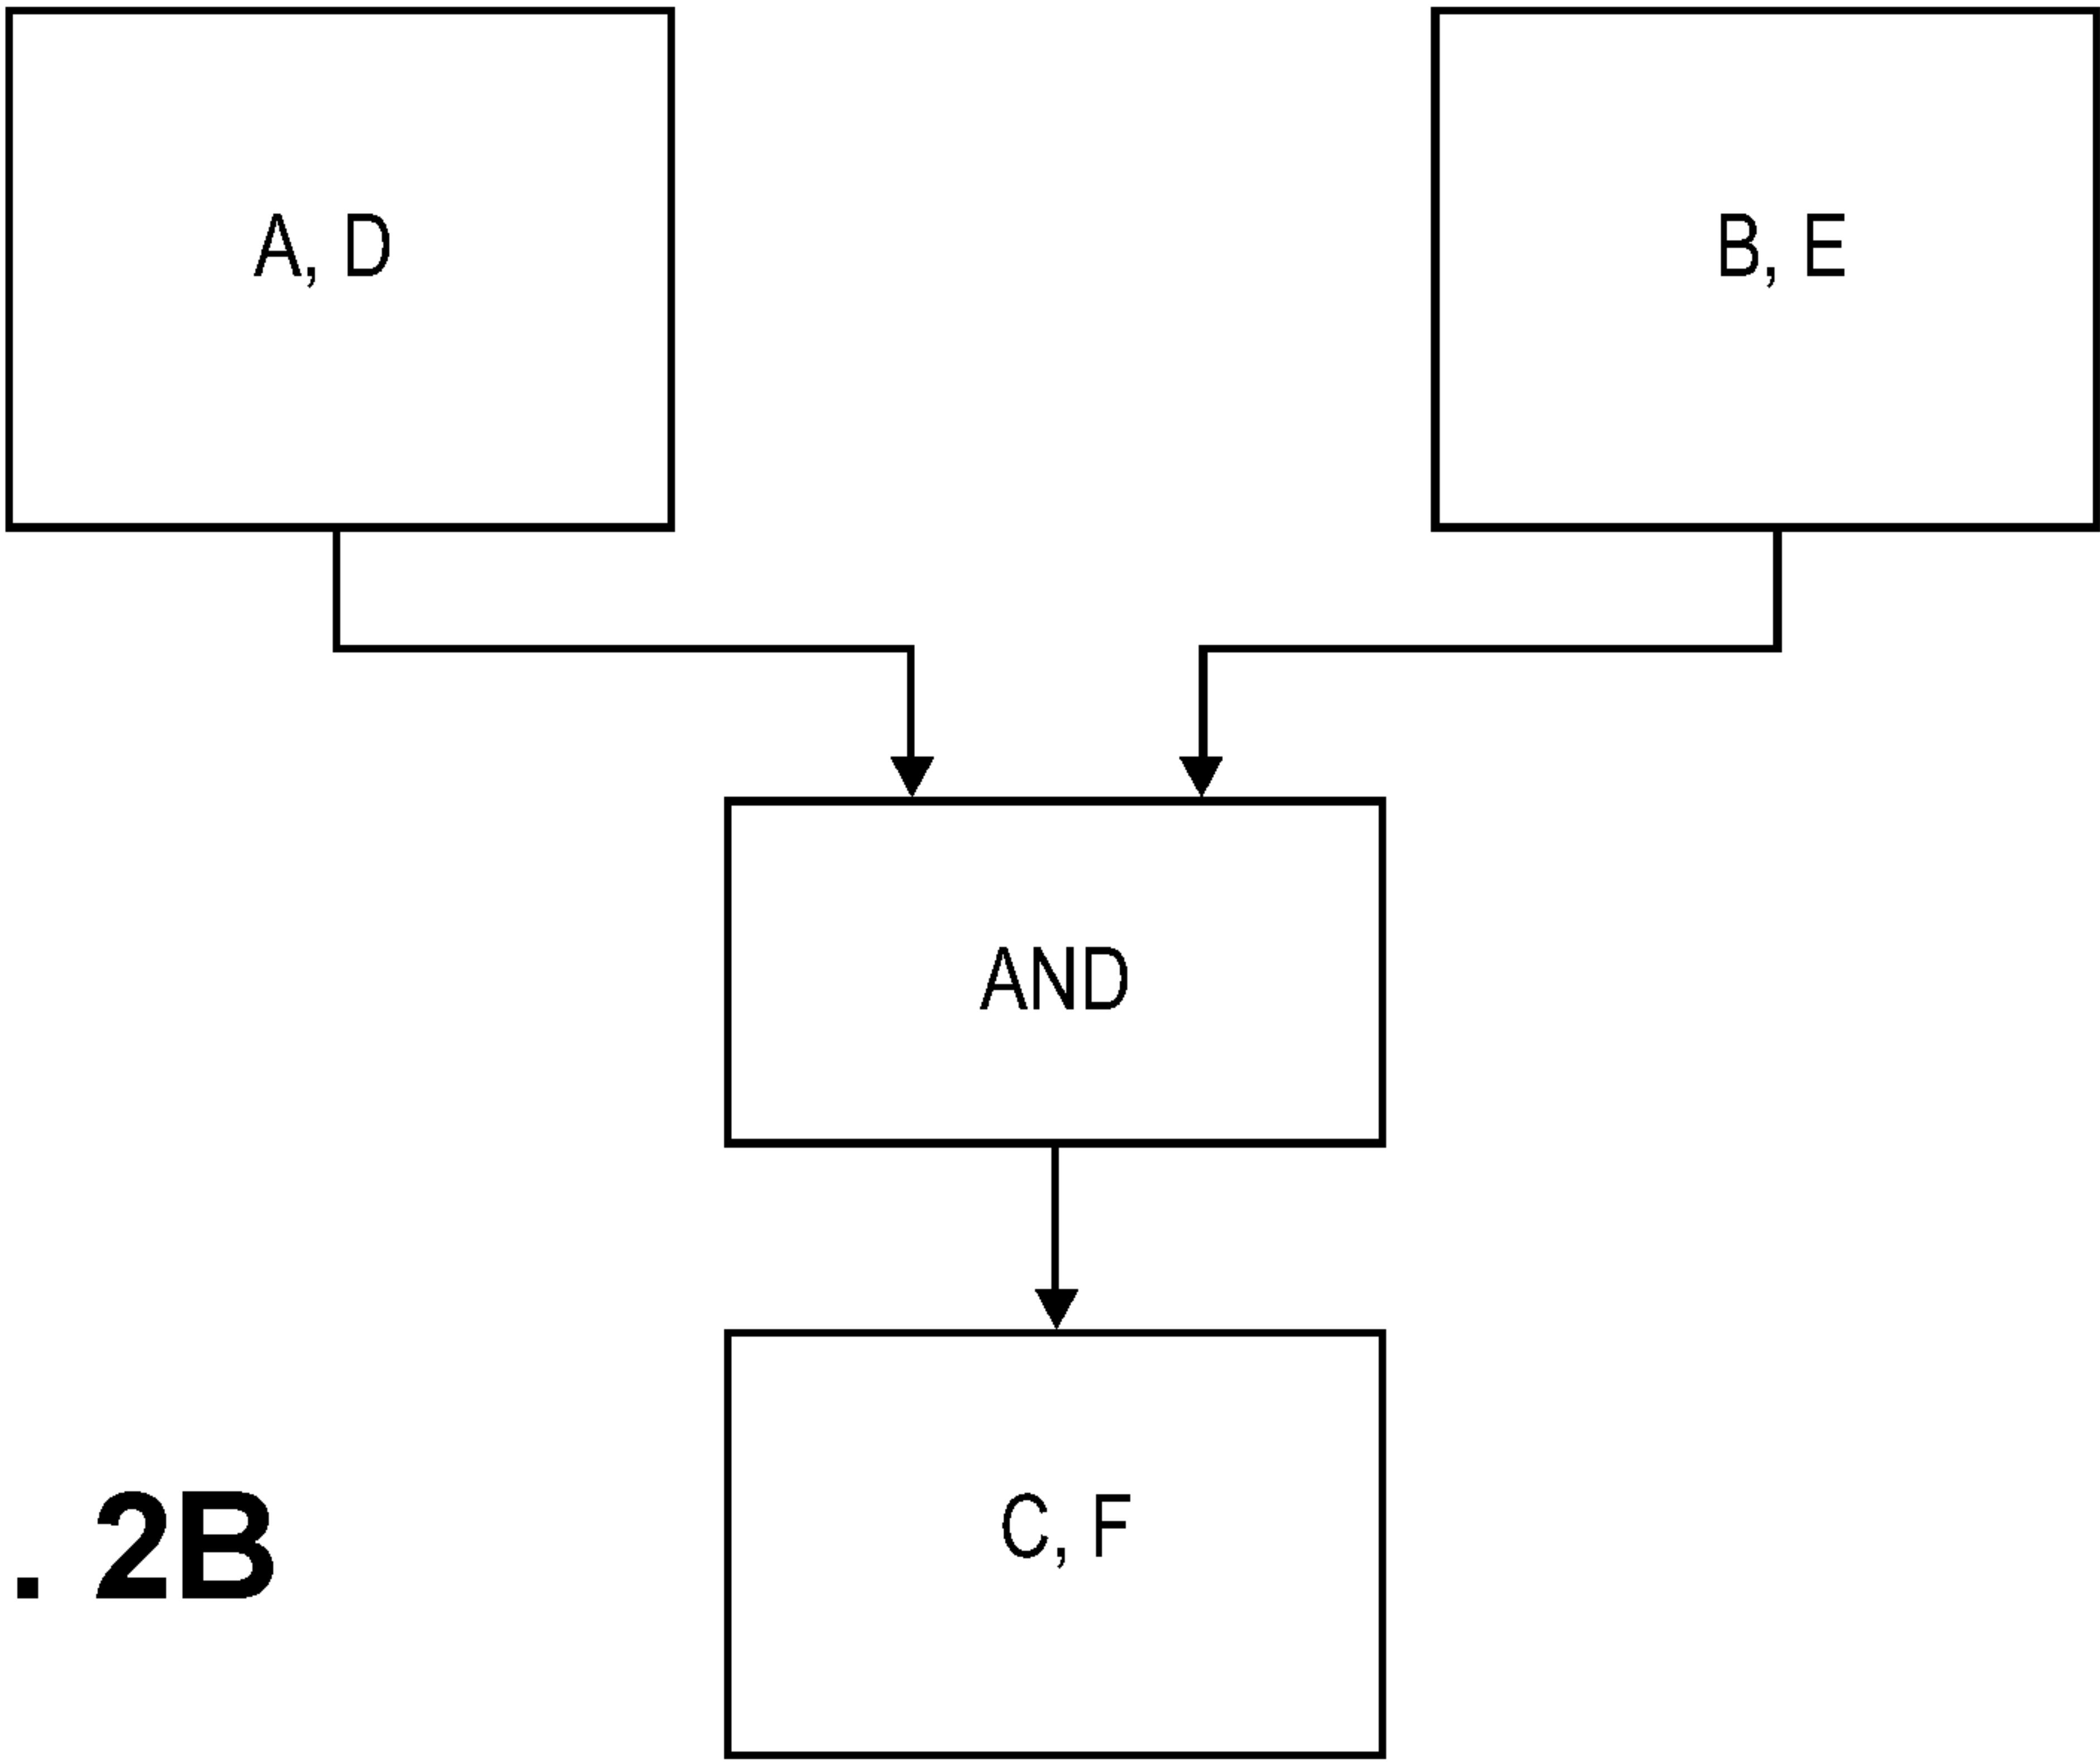 A, D
B, E
AND
C, F
. 2B